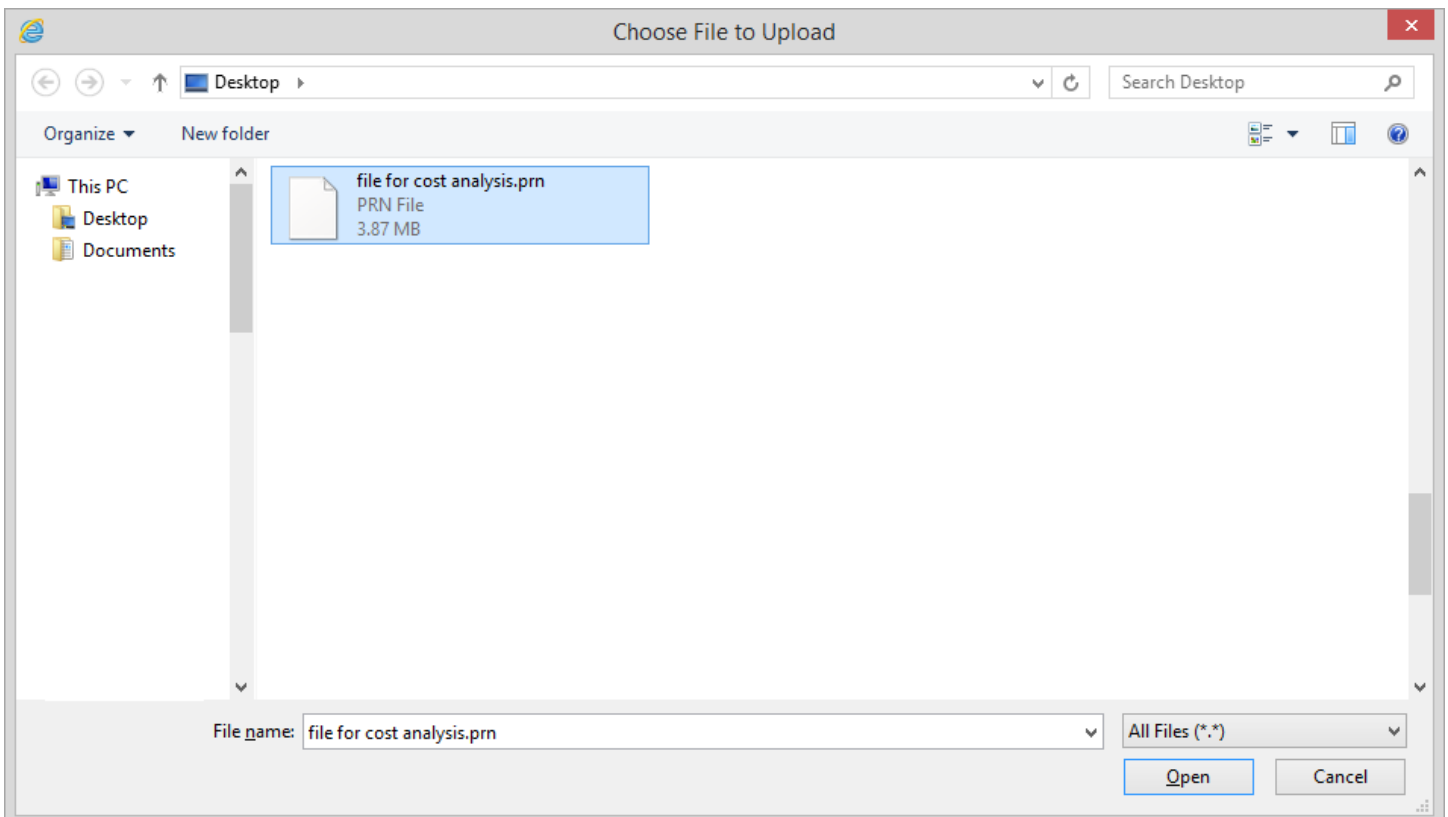 Choose File to Upload
Desktop
Search Desktop
Organize
New folder
This PC
Desktop
Documents
file for cost analysis.prn
PRN File
3.87 MB
File name: file for cost analysis.prn
All Files (*.*)
Open
Cancel